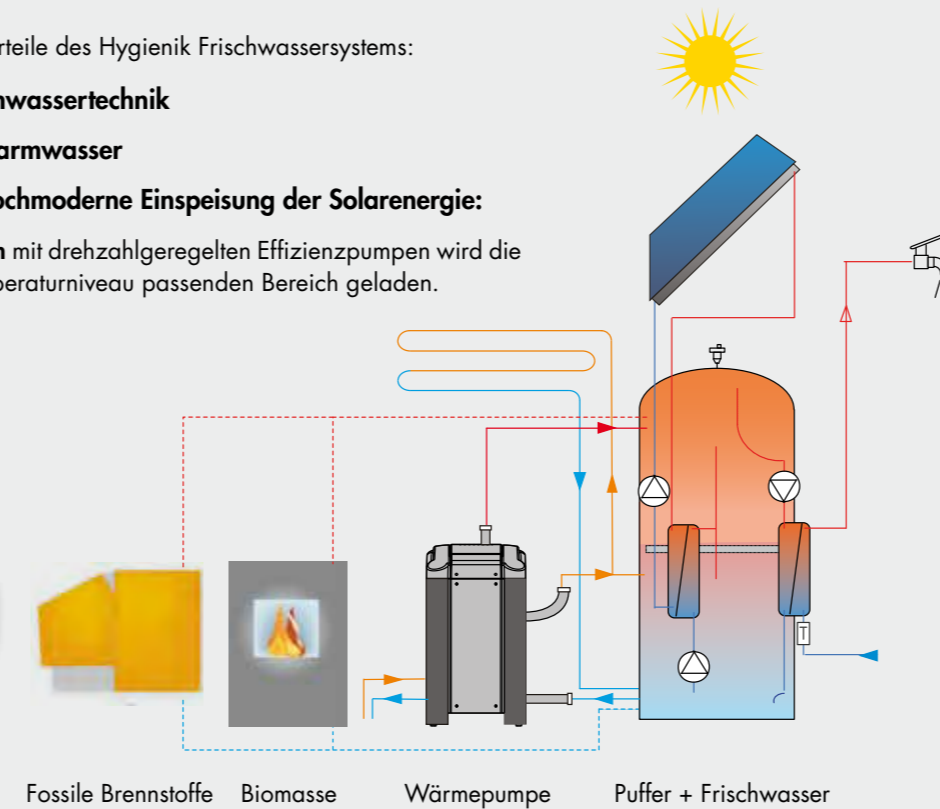 rteile des Hygienik Frischwassersystems:
nwassertechnik
armwasser
ochmoderne Einspeisung der Solarenergie:
n mit drehzahlgeregelten Effizienzpumpen wird die
peraturniveau passenden Bereich geladen.
T
Fossile Brennstoffe Biomasse Wärmepumpe Puffer + Frischwasser